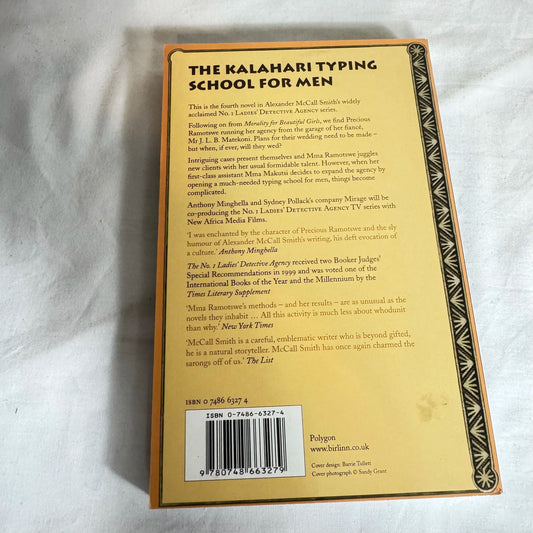 THE KALAHARI TYPING
SCHOOL FOR MEN
This is the fourth novel in Alexander McCall Smith's widely
acclaimed No. 1 Ladies' Detective Agency series.
Following on from Morality for Beautiful Girls, we find Precious
Ramotswe running her agency from the garage of her fiancé,
Mr J. L. B. Matekoni. Plans for their wedding need to be made –
but when, if ever, will they wed?
Intriguing cases present themselves and Mma Ramotswe juggles
new clients with her usual formidable talent. However, when her
first-class assistant Mma Makutsi decides to expand the agency by
opening a much-needed typing school for men, things become
complicated.
Anthony Minghella and Sydney Pollack's company Mirage will be
co-producing the No. 1 Ladies' Detective Agency TV series with
New Africa Media Films.
'I was enchanted by the character of Precious Ramotswe and the sly
humour of Alexander McCall Smith's writing, his deft evocation of
a culture.' Anthony Minghella
The No. 1 Ladies' Detective Agency received two Booker Judges'
Special Recommendations in 1999 and was voted one of the
International Books of the Year and the Millennium by the
Times Literary Supplement
'Mma Ramotswe's methods – and her results – are as unusual as the
novels they inhabit ... All this activity is much less about whodunit
than why.' New York Times
'McCall Smith is a careful, emblematic writer who is beyond gifted,
he is a natural storyteller. McCall Smith has once again charmed the
sarongs off of us.' The List
ISBN 0 7486 6327 4
ISBN 0-7486-6327-4
9 780748 663279
Polygon
www.birlinn.co.uk
Cover design: Barrie Tullett
Cover photograph © Sandy Grant